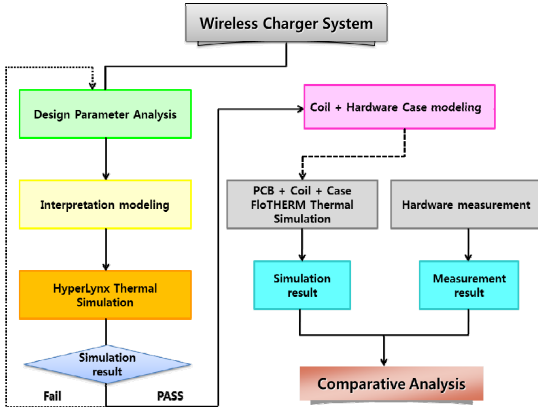 Wireless Charger System
Design Parameter Analysis
Interpretation modeling
HyperLynx Thermal
Simulation
Simulation
result
Fail
PASS
Coil + Hardware Case modeling
PCB + Coil + Case
FloTHERM Thermal
Simulation
Hardware measurement
Simulation
result
Measurement
result
Comparative Analysis